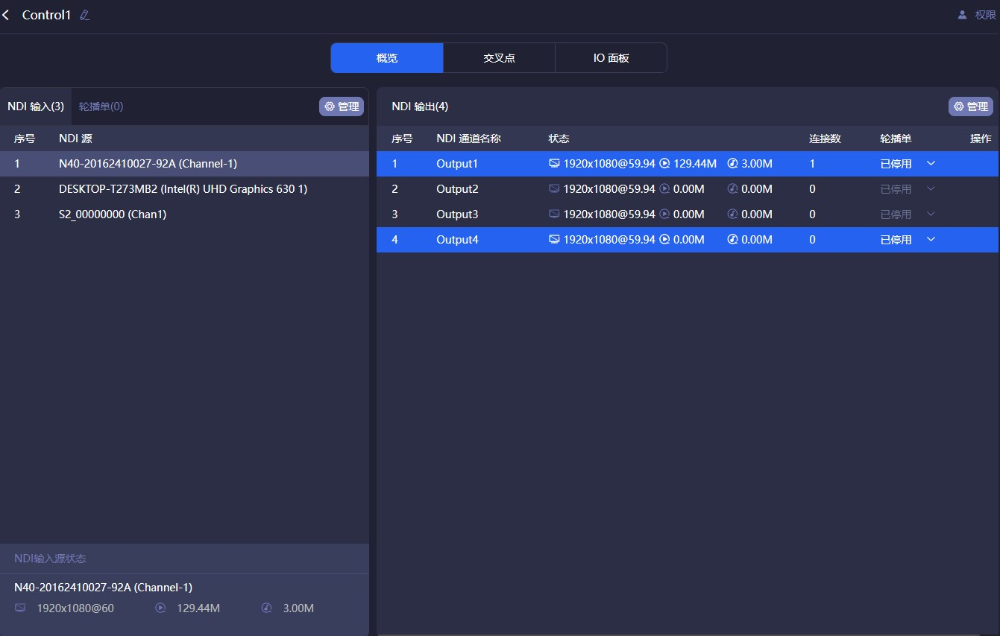 Control1
权限
概览 交叉点 IO 面板
NDI 输入(3) 轮播单(0) 管理
序号 NDI 源
1 N40-20162410027-92A (Channel-1)
2 DESKTOP-T273MB2 (Intel(R) UHD Graphics 630 1)
3 S2_00000000 (Chan1)
NDI输入源状态
N40-20162410027-92A (Channel-1)
1920x1080@60 129.44M 3.00M
NDI 输出(4) 管理
序号 NDI 通道名称 状态 连接数 轮播单 操作
1 Output1 1920x1080@59.94 129.44M 3.00M 1 已停用
2 Output2 1920x1080@59.94 0.00M 0.00M 0 已停用
3 Output3 1920x1080@59.94 0.00M 0.00M 0 已停用
4 Output4 1920x1080@59.94 0.00M 0.00M 0 已停用